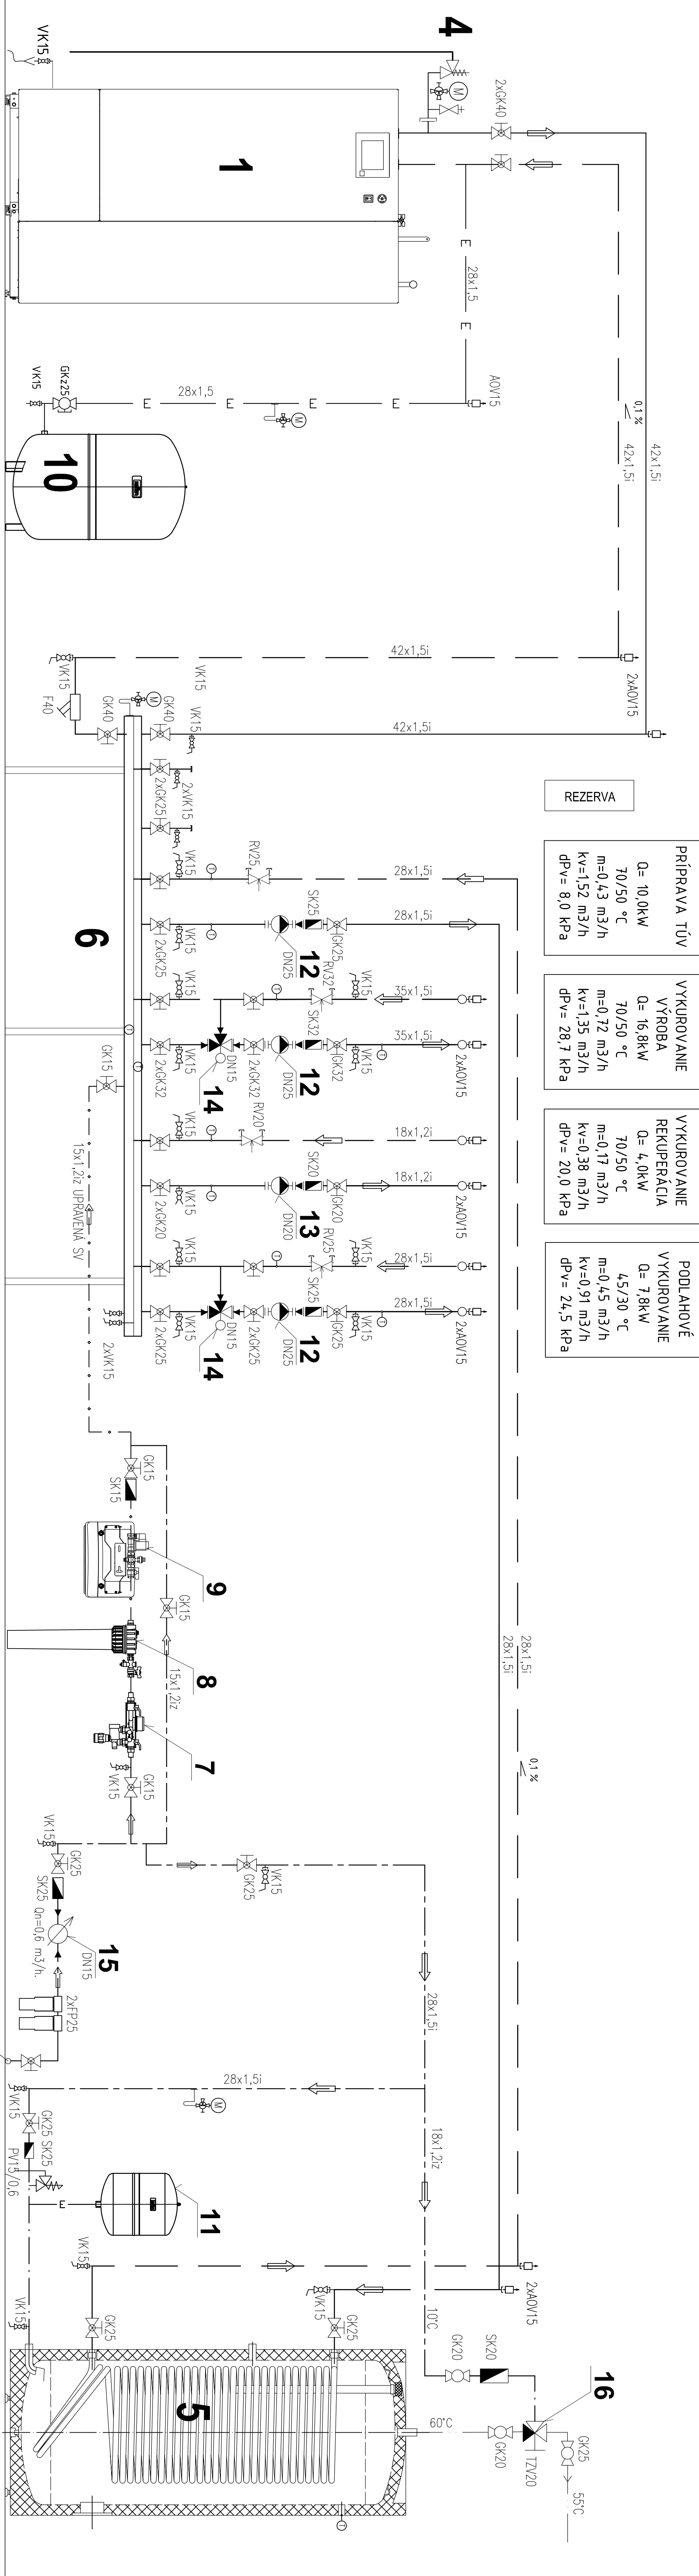 4
VK15
M
2xGK40
1
E
28x1,5
E
AOV15
VK15
GKz25
28x1,5
E
E
E
E
M
10
0,1 %
42x1,5i
42x1,5i
42x1,5i
2xAOV15
VK15
F40
GK40
M
GK40
VK15
VK15
42x1,5i
REZERVA
2xGK25
2xVK15
PRÍPRAVA TÚV
Q= 10,0kW
70/50 °C
m=0,43 m3/h
kv=1,52 m3/h
dPv= 8,0 kPa
VYKUROVANIE
VÝROBA
Q= 16,8kW
70/50 °C
m=0,72 m3/h
kv=1,35 m3/h
dPv= 28,7 kPa
VYKUROVANIE
REKUPERÁCIA
Q= 4,0kW
70/50 °C
m=0,17 m3/h
kv=0,38 m3/h
dPv= 20,0 kPa
PODLAHOVÉ
VYKUROVANIE
Q= 7,8kW
45/30 °C
m=0,45 m3/h
kv=0,91 m3/h
dPv= 24,5 kPa
6
VK15
RV25
28x1,5i
2xGK25
VK15
SK25
GK25
28x1,5i
12
DN25
VK15
RV32
VK15
35x1,5i
2xGK32
VK15
DN15
14
2xGK32
SK32
GK32
12
DN25
VK15
35x1,5i
2xAOV15
GK15
15x1,2iz UPRAVENÁ SV
VK15
RV20
18x1,2i
2xGK20
VK15
SK20
GK20
13
DN20
18x1,2i
2xAOV15
VK15
RV25
VK15
28x1,5i
2xGK25
VK15
DN15
14
2xGK25
SK25
GK25
12
DN25
VK15
28x1,5i
2xAOV15
2xVK15
GK15
SK15
9
GK15
8
15x1,2iz
7
VK15
GK15
28x1,5i
28x1,5i
0,1 %
VK15
GK25
SK25
Qn=0,6 m3/h.
15
DN15
2xFP25
GK25
VK15
28x1,5i
28x1,5i
M
VK15
GK25
SK25
PV15/0,6
E
11
18x1,2iz
VK15
VK15
GK25
VK15
GK25
2xAOV15
10°C
GK20
SK20
16
TZV20
GK20
GK25
55°C
60°C
5